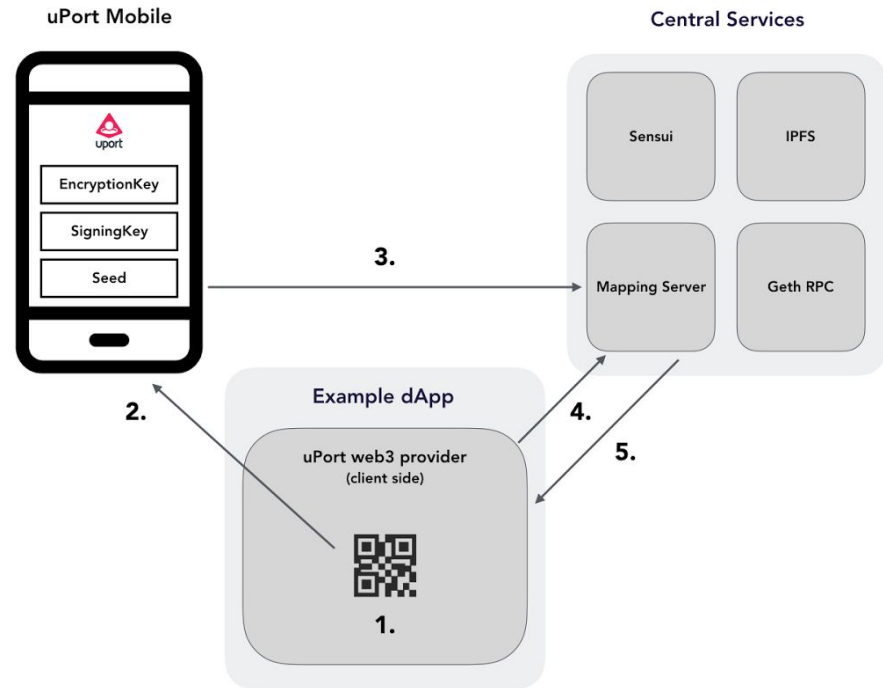 uPort Mobile
Central Services
uport
EncryptionKey
SigningKey
Seed
Sensui
IPFS
Mapping Server
Geth RPC
3.
2.
4.
5.
Example dApp
uPort web3 provider
(client side)
1.